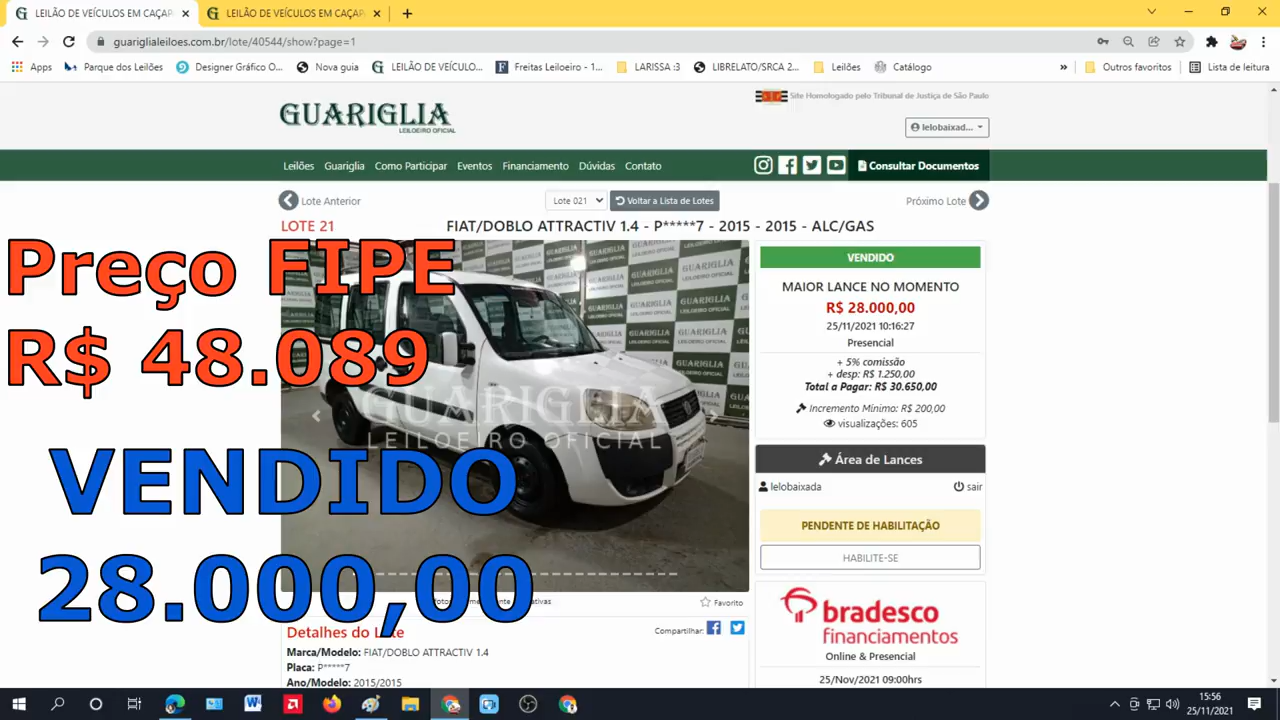 LEILÃO DE VEÍCULOS EM CAÇAPA
LEILÃO DE VEÍCULOS EM CAÇAPA
guariglialeiloes.com.br/lote/40544/show?page=1
Apps
Parque dos Leilões
Designer Gráfico O...
Nova guia
LEILÃO DE VEÍCULO...
Freitas Leiloeiro - 1...
LARISSA :3
LIBRELATO/SRCA 2...
Leilões
Catálogo
»
Outros favoritos
Lista de leitura
GUARIGLIA
LEILOEIRO OFICIAL
Site Homologado pelo Tribunal de Justiça de São Paulo
lelobaixad...
Leilões Guariglia Como Participar Eventos Financiamento Dúvidas Contato
Consultar Documentos
Lote Anterior
Lote 021
Voltar a Lista de Lotes
Próximo Lote
LOTE 21
FIAT/DOBLO ATTRACTIV 1.4 - P*****7 - 2015 - 2015 - ALC/GAS
Preço FIPE
R$ 48.089
VENDIDO
28.000,00
GUARIGLIA
LEILOEIRO OFICIAL
VENDIDO
MAIOR LANCE NO MOMENTO
R$ 28.000,00
25/11/2021 10:16:27
Presencial
+ 5% comissão
+ desp: R$ 1.250,00
Total a Pagar: R$ 30.650,00
Incremento Mínimo: R$ 200,00
visualizações: 605
Área de Lances
lelobaixada
sair
PENDENTE DE HABILITAÇÃO
HABILITE-SE
bradesco
financiamentos
Online & Presencial
25/Nov/2021 09:00hrs
Favorito
Detalhes do Lote
Compartilhar:
Marca/Modelo: FIAT/DOBLO ATTRACTIV 1.4
Placa: P*****7
Ano/Modelo: 2015/2015
15:56
25/11/2021